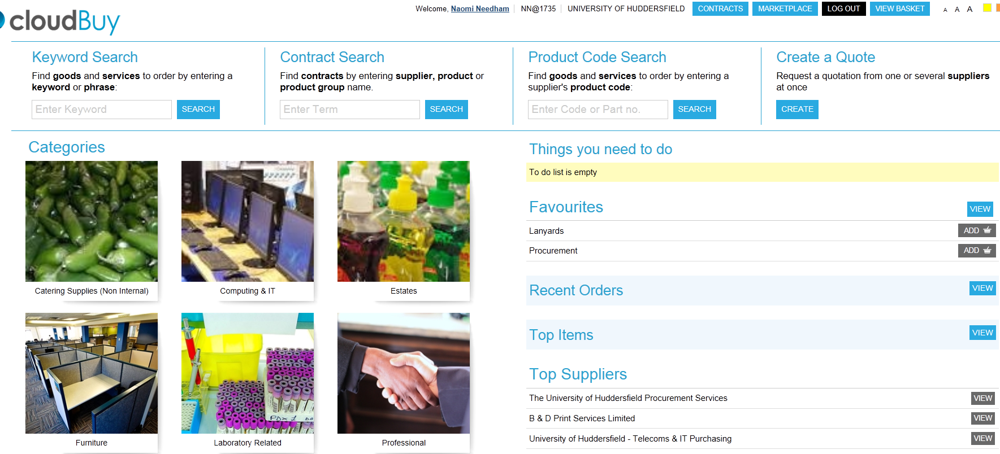 Welcome, Naomi Needham NN@1735 UNIVERSITY OF HUDDERSFIELD CONTRACTS MARKETPLACE LOG OUT VIEW BASKET A A A
cloudBuy
Keyword Search
Find goods and services to order by entering a
keyword or phrase:
Enter Keyword SEARCH
Contract Search
Find contracts by entering supplier, product or
product group name.
Enter Term SEARCH
Product Code Search
Find goods and services to order by entering a
supplier's product code:
Enter Code or Part no. SEARCH
Create a Quote
Request a quotation from one or several suppliers
at once
CREATE
Categories
Catering Supplies (Non Internal)
Computing & IT
Estates
Furniture
PDX 1 DA
Laboratory Related
Professional
Things you need to do
To do list is empty
Favourites VIEW
Lanyards ADD
Procurement ADD
Recent Orders VIEW
Top Items VIEW
Top Suppliers
The University of Huddersfield Procurement Services VIEW
B & D Print Services Limited VIEW
University of Huddersfield - Telecoms & IT Purchasing VIEW